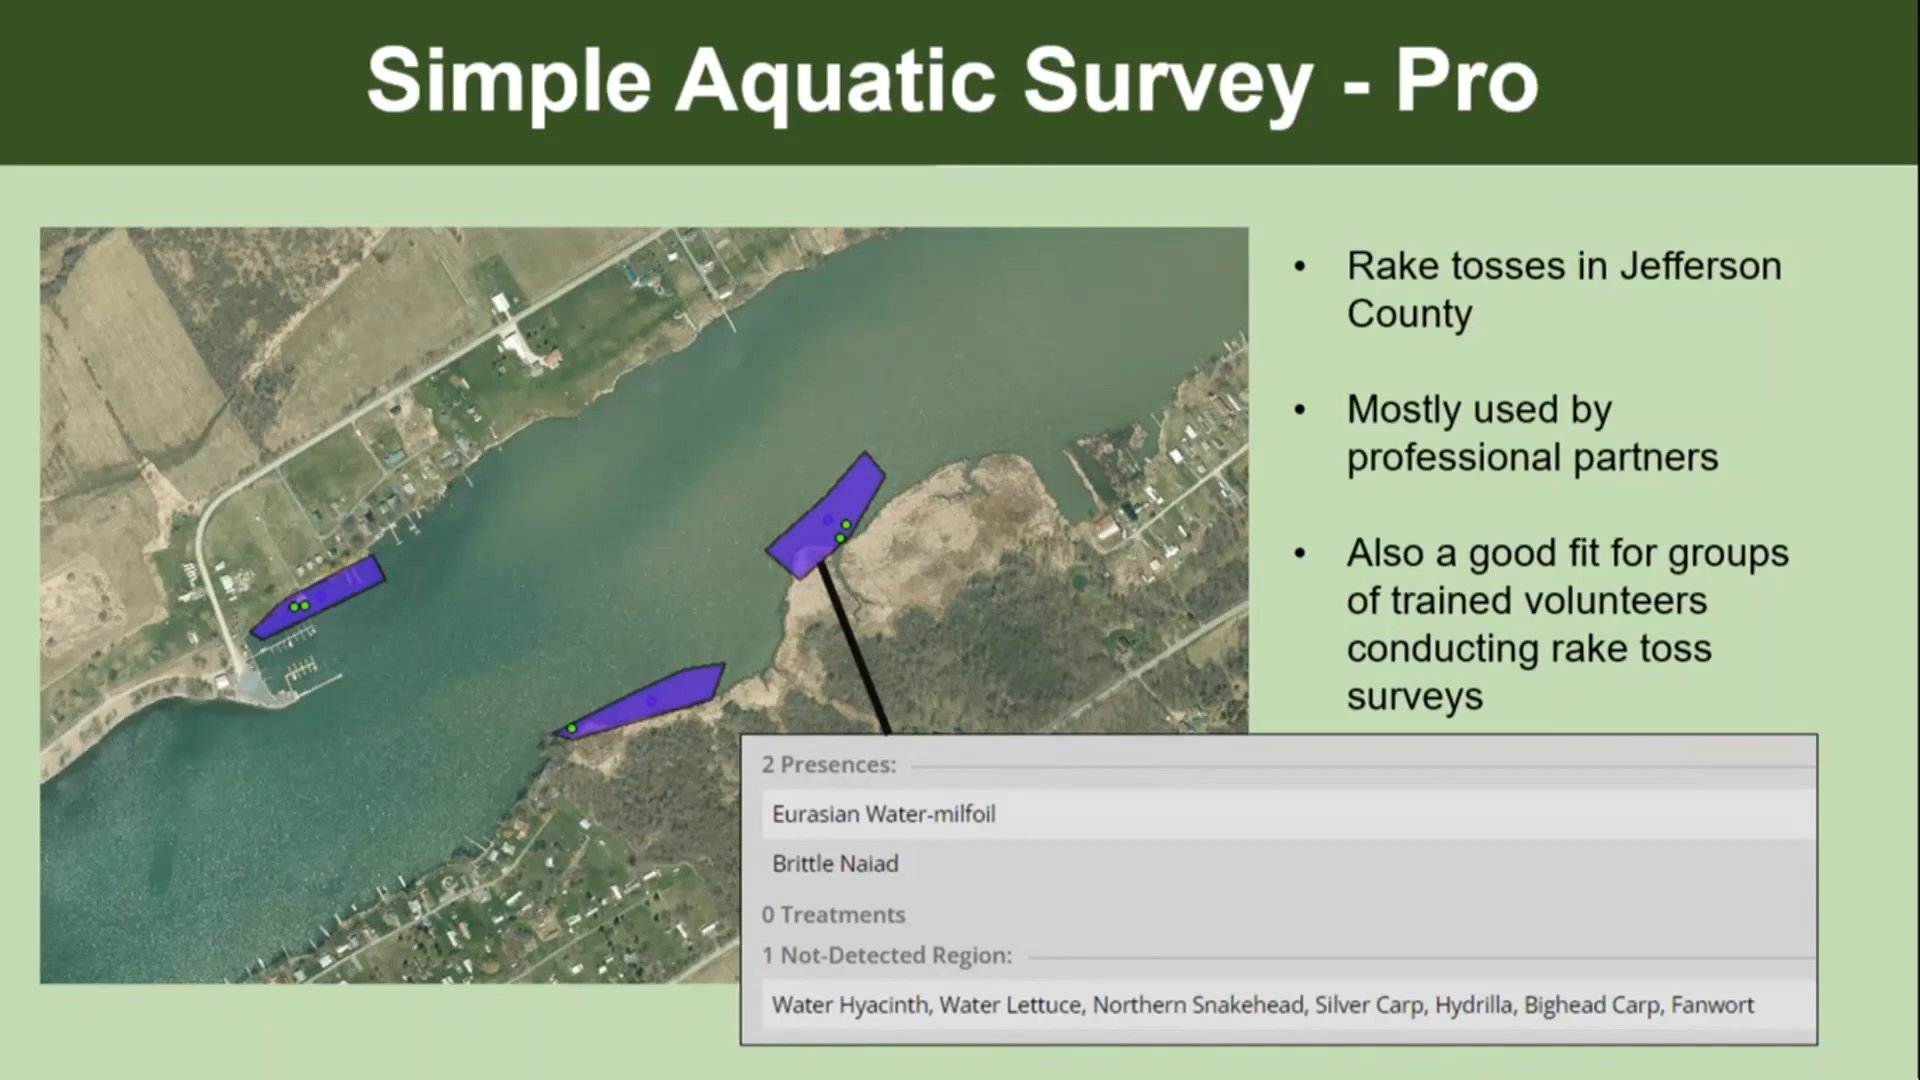 Simple Aquatic Survey - Pro
• Rake tosses in Jefferson
County
• Mostly used by
professional partners
• Also a good fit for groups
of trained volunteers
conducting rake toss
surveys
2 Presences:
Eurasian Water-milfoil
Brittle Naiad
0 Treatments
1 Not-Detected Region:
Water Hyacinth, Water Lettuce, Northern Snakehead, Silver Carp, Hydrilla, Bighead Carp, Fanwort